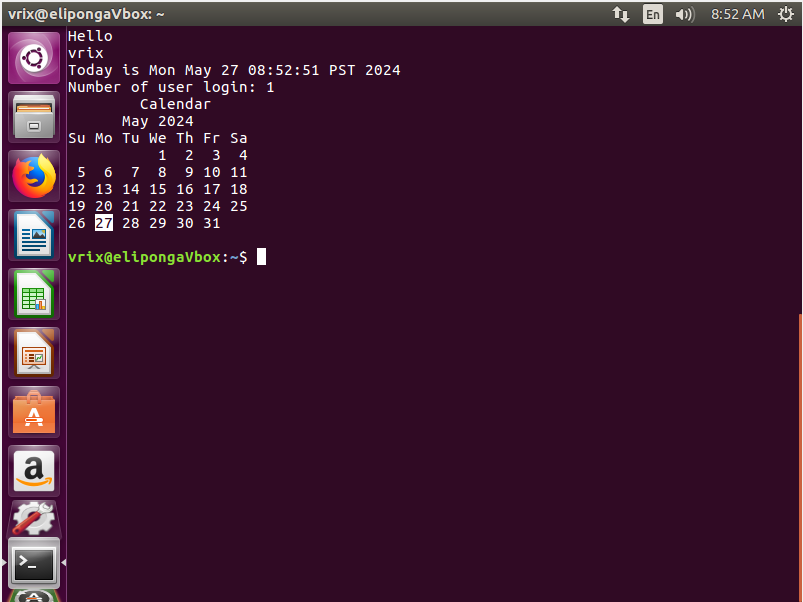 vrix@elipongaVbox: ~
En
8:52 AM
Hello
vrix
Today is Mon May 27 08:52:51 PST 2024
Number of user login: 1
        Calendar
      May 2024
Su Mo Tu We Th Fr Sa
          1  2  3  4
 5  6  7  8  9 10 11
12 13 14 15 16 17 18
19 20 21 22 23 24 25
26 27 28 29 30 31
vrix@elipongaVbox:~$